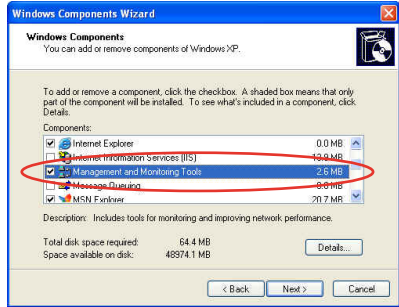 Windows Components Wizard
Windows Components
You can add or remove components of Windows XP.
To add or remove a component, click the checkbox. A shaded box means that only
part of the component will be installed. To see what's included in a component, click
Details.
Components:
Internet Explorer 0.0 MB
Internet Information Services (IIS) 13.9 MB
Management and Monitoring Tools 2.6 MB
Message Queuing 0.0 MB
MSN Explorer 20.7 MB
Description: Includes tools for monitoring and improving network performance.
Total disk space required: 64.4 MB
Space available on disk: 48974.1 MB
Details...
< Back Next > Cancel